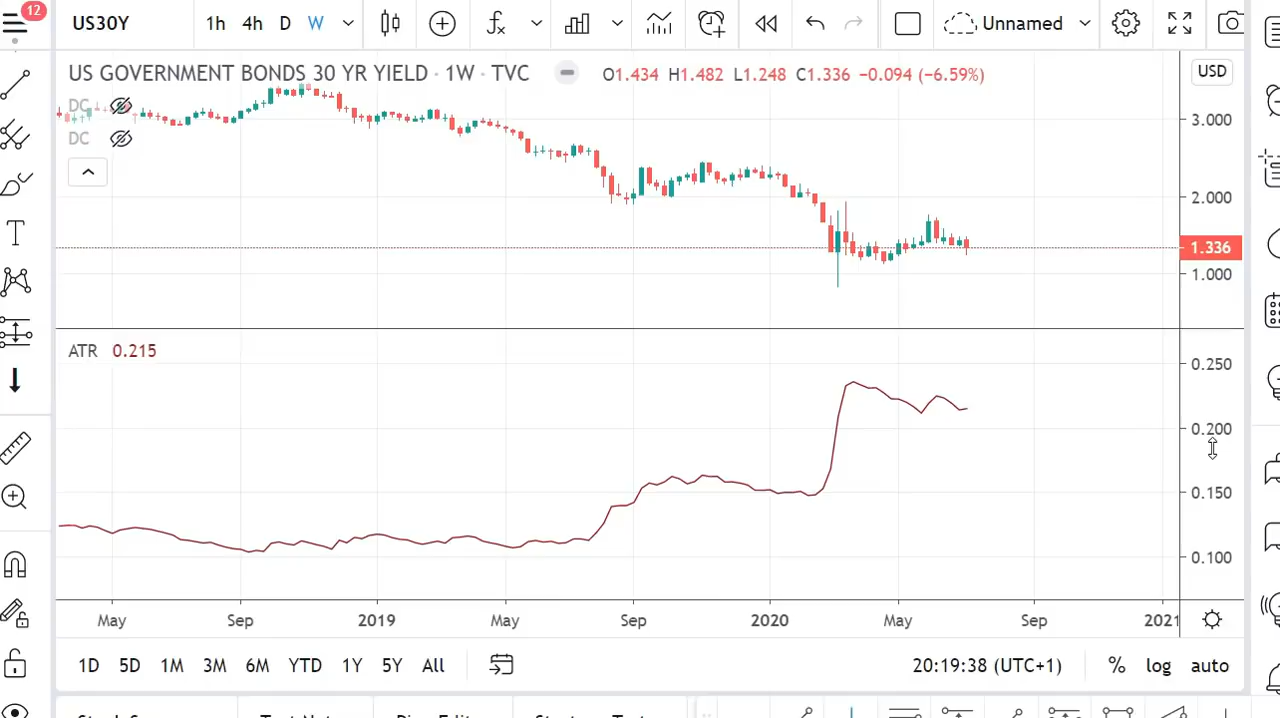 12
US30Y 1h 4h D W Unnamed
US GOVERNMENT BONDS 30 YR YIELD · 1W · TVC O1.434 H1.482 L1.248 C1.336 −0.094 (−6.59%) USD
DC
DC
3.000
2.000
1.336
1.000
ATR 0.215
0.250
0.200
0.150
0.100
May Sep 2019 May Sep 2020 May Sep 2021
1D 5D 1M 3M 6M YTD 1Y 5Y All 20:19:38 (UTC+1) % log auto